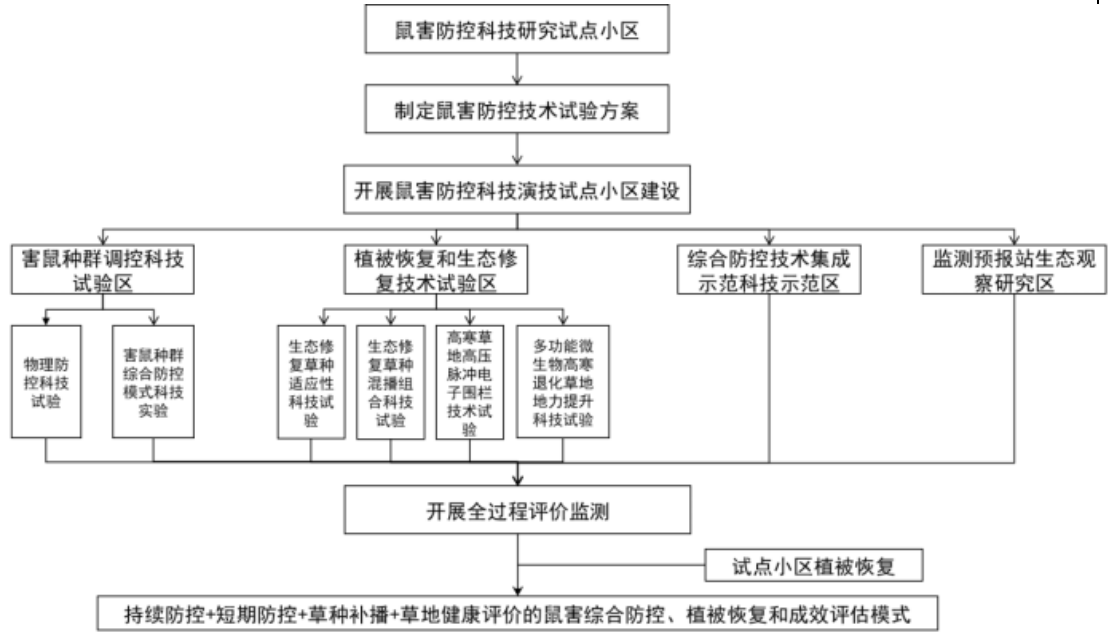 鼠害防控科技研究试点小区
制定鼠害防控技术试验方案
开展鼠害防控科技演技试点小区建设
害鼠种群调控科技
试验区
植被恢复和生态修
复技术试验区
综合防控技术集成
示范科技示范区
监测预报站生态观
察研究区
物理防
控科技
试验
害鼠种群
综合防控
模式科技
实验
生态修
复草种
适应性
科技试
验
生态修
复草种
混播组
合科技
试验
高寒草
地高压
脉冲电
子围栏
技术试
验
多功能微
生物高寒
退化草地
地力提升
科技试验
开展全过程评价监测
试点小区植被恢复
持续防控+短期防控+草种补播+草地健康评价的鼠害综合防控、植被恢复和成效评估模式